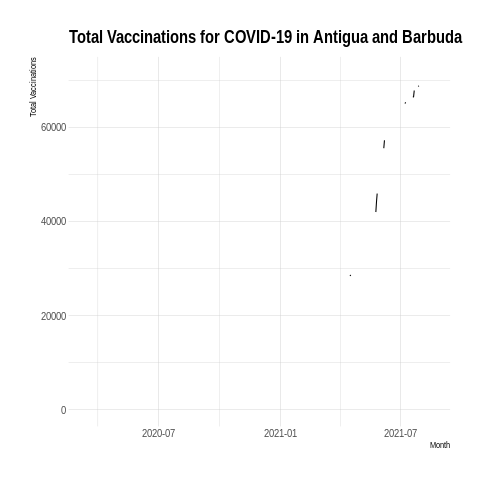 Total Vaccinations for COVID-19 in Antigua and Barbuda
Total Vaccinations
60000
40000
20000
0
2020-07
2021-01
2021-07
Month